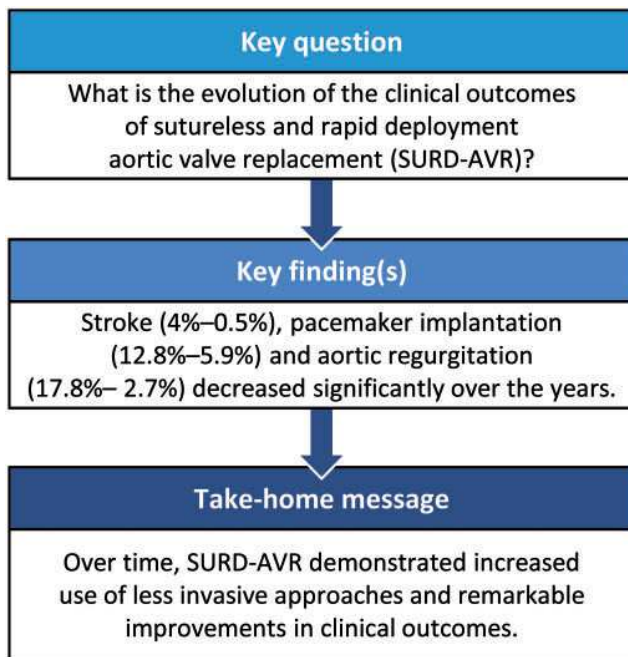 Key question
What is the evolution of the clinical outcomes
of sutureless and rapid deployment
aortic valve replacement (SURD-AVR)?
Key finding(s)
Stroke (4%–0.5%), pacemaker implantation
(12.8%–5.9%) and aortic regurgitation
(17.8%– 2.7%) decreased significantly over the years.
Take-home message
Over time, SURD-AVR demonstrated increased
use of less invasive approaches and remarkable
improvements in clinical outcomes.